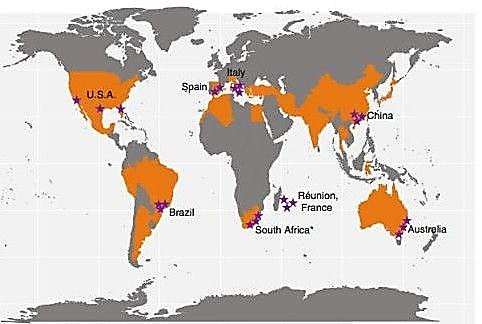 Italy
Spain
U.S.A.
China
Réunion,
France
Brazil
South Africa*
Australia